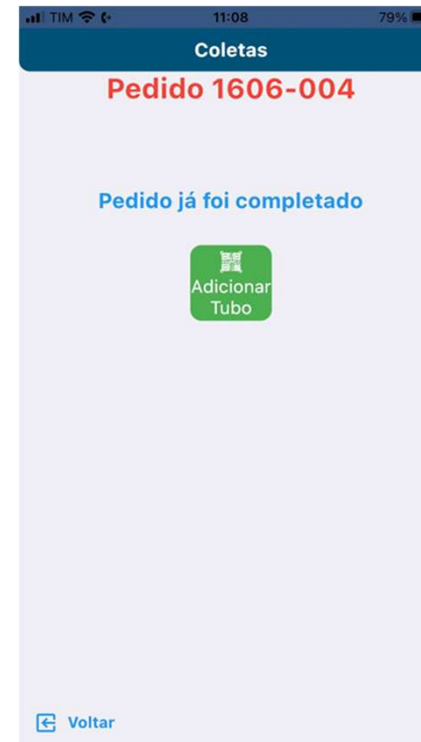 TIM 11:08 79%
Coletas
Pedido 1606-004
Pedido já foi completado
Adicionar
Tubo
Voltar